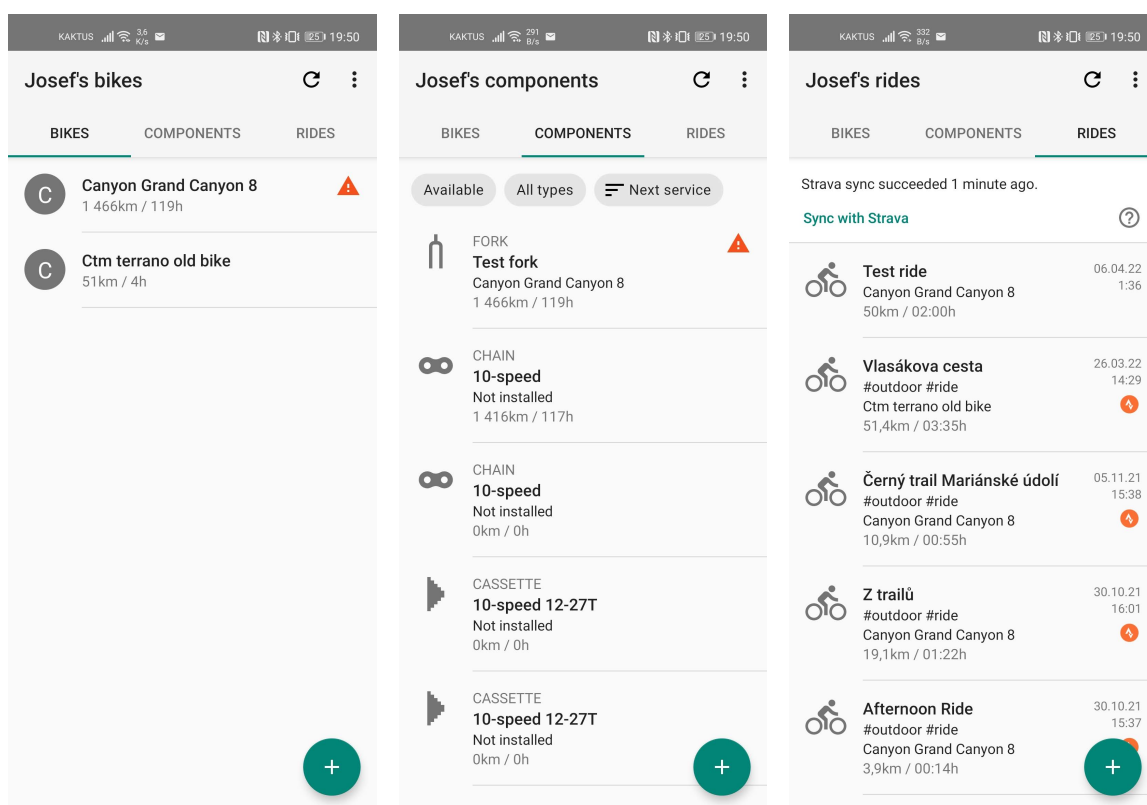 KAKTUS 3,6 K/s 25 19:50
Josef's bikes
BIKES COMPONENTS RIDES
C
Canyon Grand Canyon 8
1 466km / 119h
C
Ctm terrano old bike
51km / 4h
+
KAKTUS 291 B/s 25 19:50
Josef's components
BIKES COMPONENTS RIDES
Available All types Next service
FORK
Test fork
Canyon Grand Canyon 8
1 466km / 119h
CHAIN
10-speed
Not installed
1 416km / 117h
CHAIN
10-speed
Not installed
0km / 0h
CASSETTE
10-speed 12-27T
Not installed
0km / 0h
CASSETTE
10-speed 12-27T
Not installed
0km / 0h
+
KAKTUS 332 B/s 25 19:50
Josef's rides
BIKES COMPONENTS RIDES
Strava sync succeeded 1 minute ago.
Sync with Strava ?
Test ride 06.04.22
Canyon Grand Canyon 8 1:36
50km / 02:00h
Vlasákova cesta 26.03.22
#outdoor #ride 14:29
Ctm terrano old bike
51,4km / 03:35h
Černý trail Mariánské údolí 05.11.21
#outdoor #ride 15:38
Canyon Grand Canyon 8
10,9km / 00:55h
Z trailů 30.10.21
#outdoor #ride 16:01
Canyon Grand Canyon 8
19,1km / 01:22h
Afternoon Ride 30.10.21
#outdoor #ride 15:37
Canyon Grand Canyon 8
3,9km / 00:14h
+